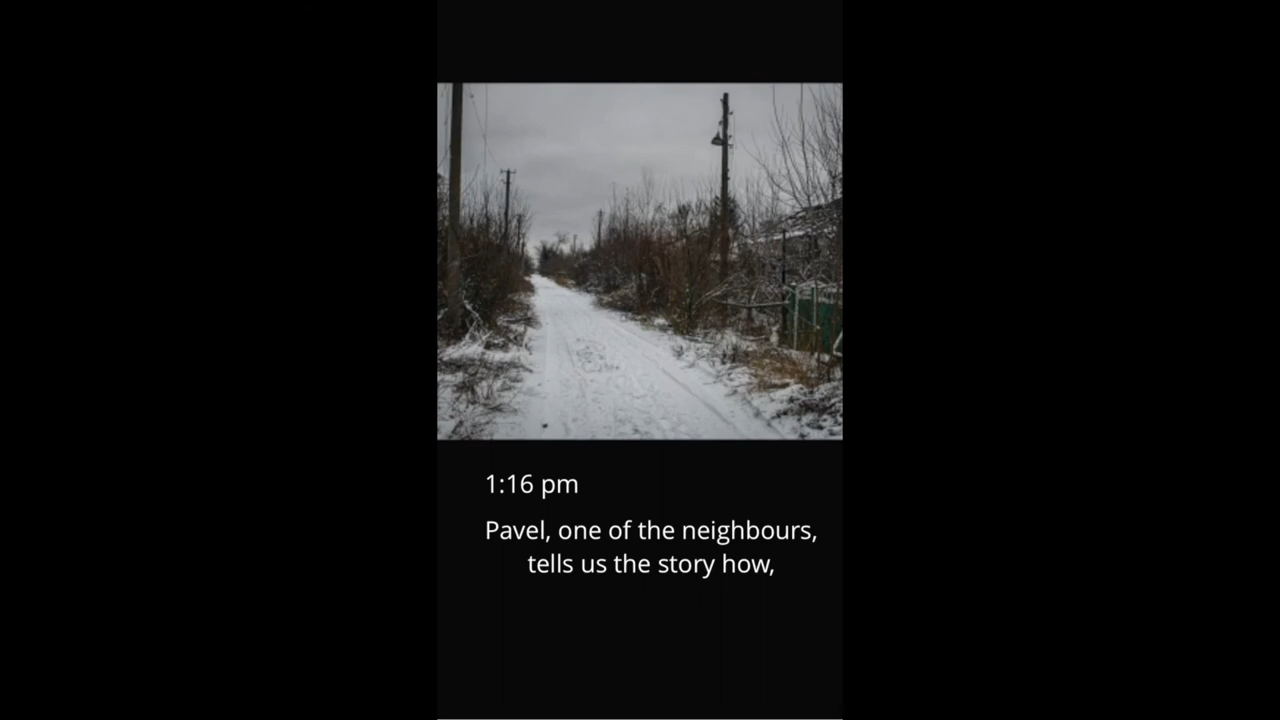 1:16 pm
Pavel, one of the neighbours,
tells us the story how,